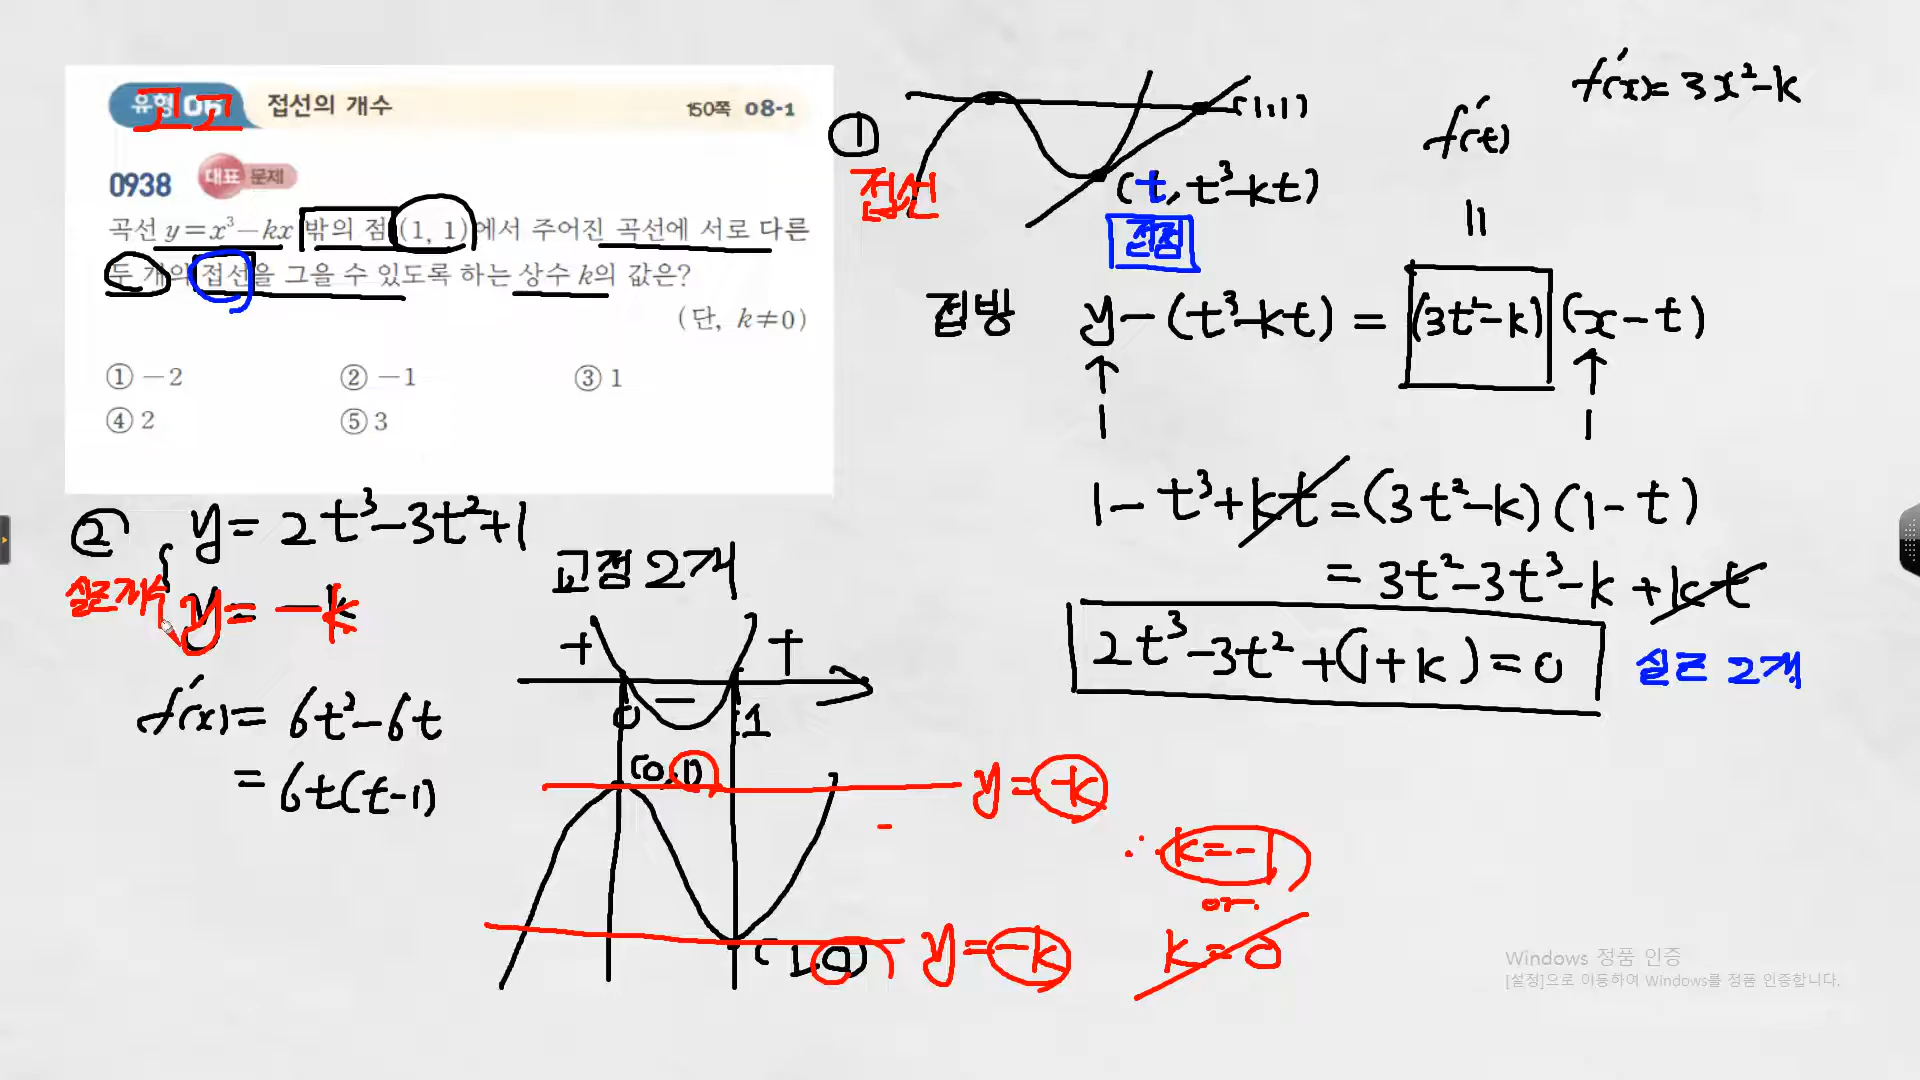 유형 06 접선의 개수 150쪽 08-1
0938 대표 문제
곡선 y=x³-kx 밖의 점 (1, 1)에서 주어진 곡선에 서로 다른
두 개의 접선을 그을 수 있도록 하는 상수 k의 값은?
(단, k≠0)
① -2 ② -1 ③ 1
④ 2 ⑤ 3
①
접선
(1,1)
(t, t³-kt)
접점
f'(x)=3x²-k
f'(t)
=
접방 y-(t³-kt)=(3t²-k)(x-t)
↑ ↑
1 1
1-t³+kt=(3t²-k)(1-t)
=3t²-3t³-k+kt
2t³-3t²+(1+k)=0 실근 2개
② y=2t³-3t²+1
실근개수 y=-k
교점 2개
f'(x)=6t²-6t
=6t(t-1)
+ - +
0 1
(0,1) y=-k
(1,0) y=-k
∴ k=-1
or
k=0
Windows 정품 인증
[설정]으로 이동하여 Windows를 정품 인증합니다.